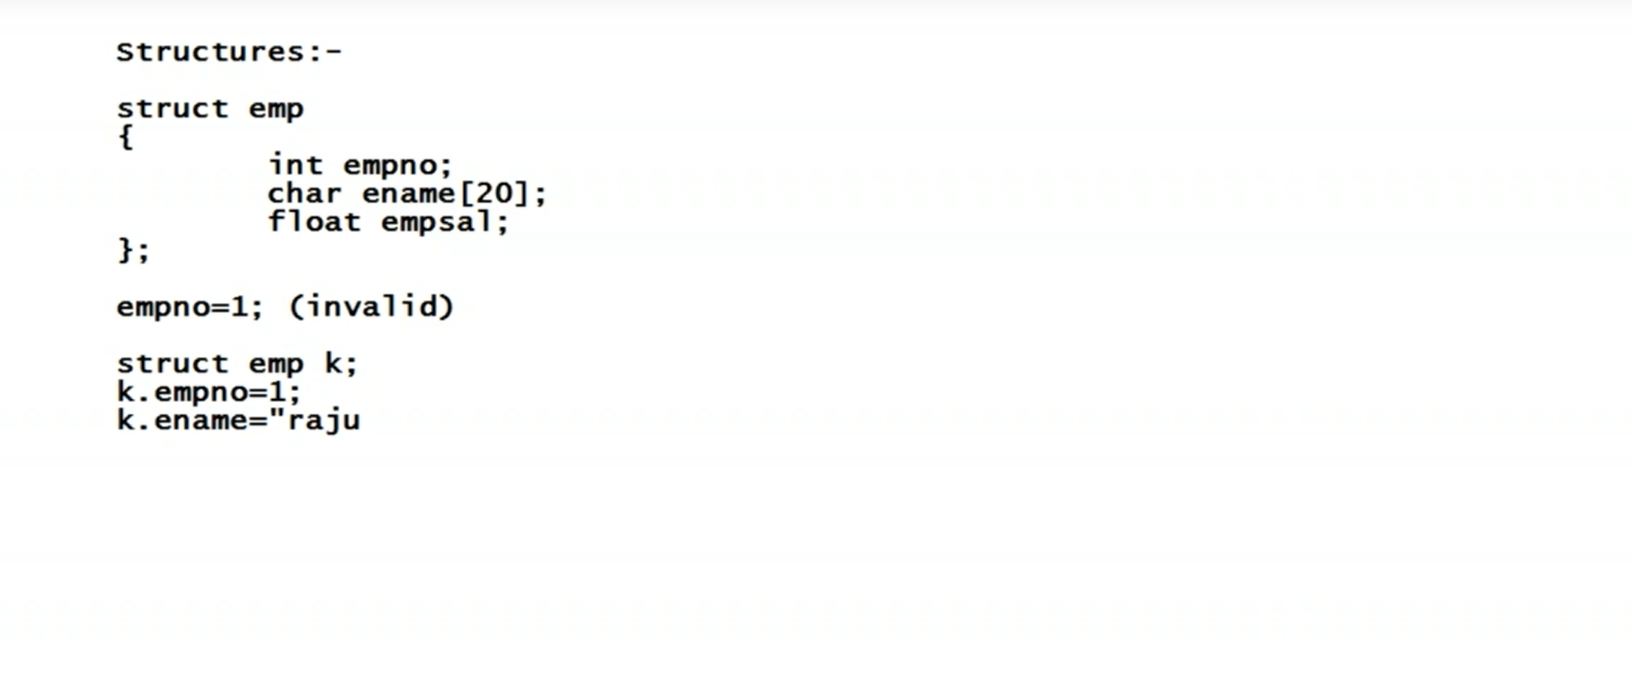 Structures:-
struct emp
{
int empno;
char ename[20];
float empsal;
};
empno=1; (invalid)
struct emp k;
k.empno=1;
k.ename="raju